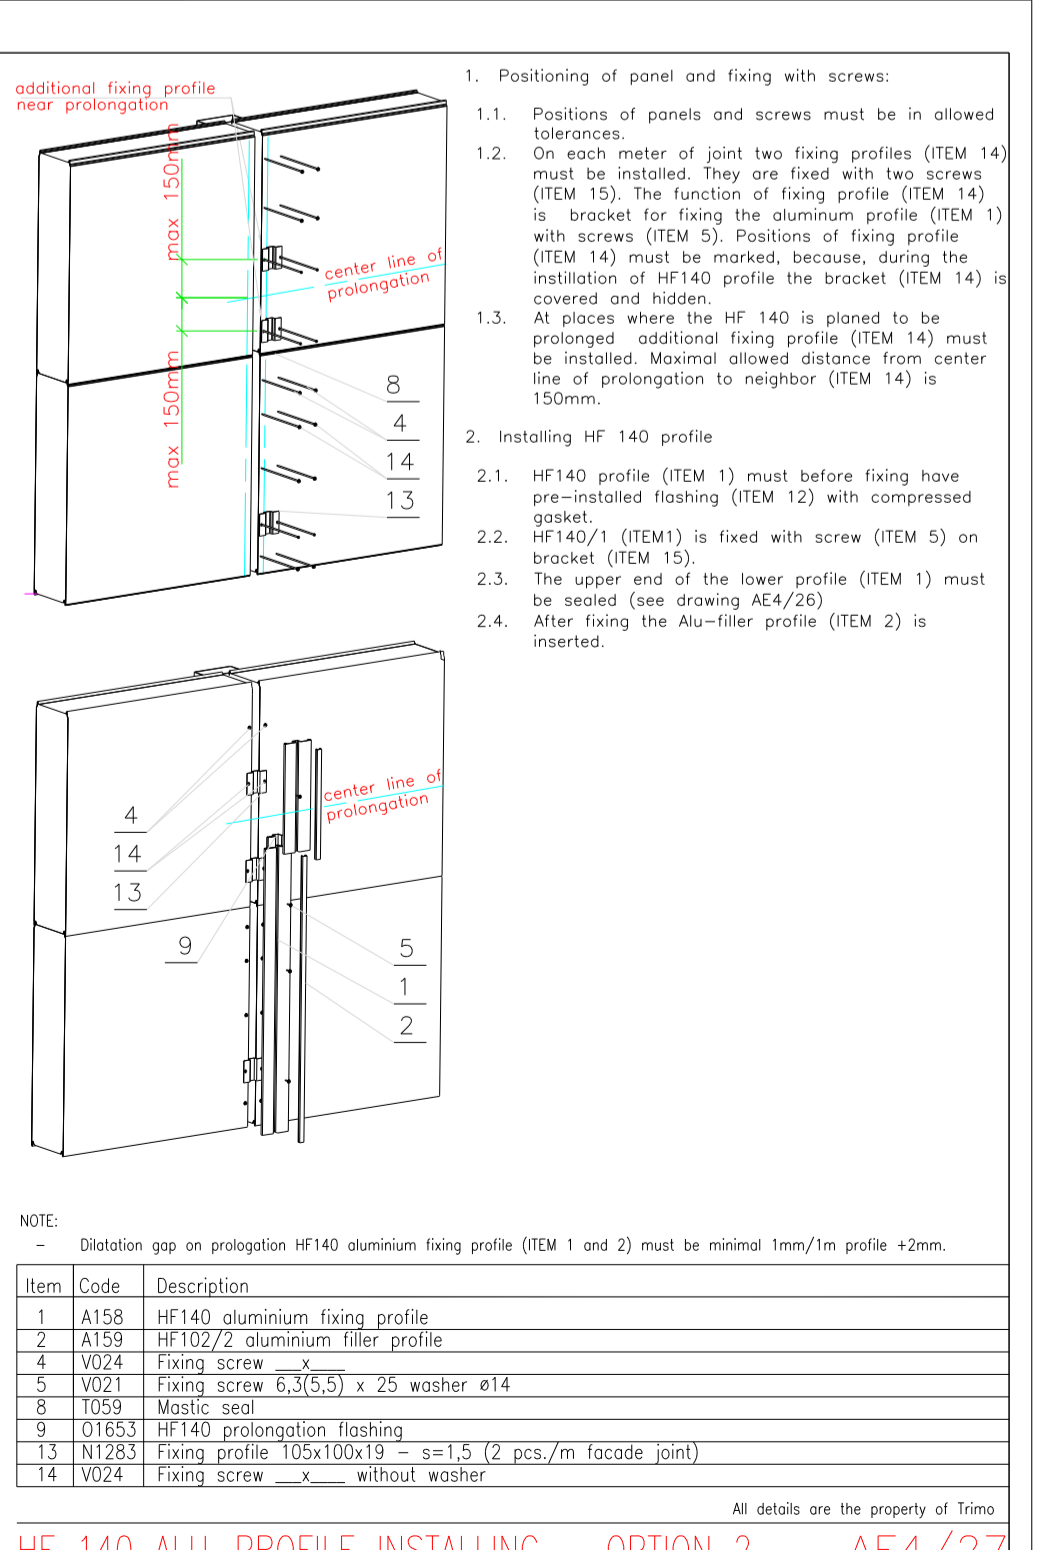 additional fixing profile
near prolongation
max 150mm
max 150mm
center line of
prolongation
8
4
14
13
1. Positioning of panel and fixing with screws:
1.1. Positions of panels and screws must be in allowed
tolerances.
1.2. On each meter of joint two fixing profiles (ITEM 14)
must be installed. They are fixed with two screws
(ITEM 15). The function of fixing profile (ITEM 14)
is bracket for fixing the aluminum profile (ITEM 1)
with screws (ITEM 5). Positions of fixing profile
(ITEM 14) must be marked, because, during the
instillation of HF140 profile the bracket (ITEM 14) is
covered and hidden.
1.3. At places where the HF 140 is planed to be
prolonged additional fixing profile (ITEM 14) must
be installed. Maximal allowed distance from center
line of prolongation to neighbor (ITEM 14) is
150mm.
2. Installing HF 140 profile
2.1. HF140 profile (ITEM 1) must before fixing have
pre-installed flashing (ITEM 12) with compressed
gasket.
2.2. HF140/1 (ITEM1) is fixed with screw (ITEM 5) on
bracket (ITEM 15).
2.3. The upper end of the lower profile (ITEM 1) must
be sealed (see drawing AE4/26)
2.4. After fixing the Alu-filler profile (ITEM 2) is
inserted.
center line of
prolongation
4
14
13
9
5
1
2
NOTE:
- Dilatation gap on prologation HF140 aluminium fixing profile (ITEM 1 and 2) must be minimal 1mm/1m profile +2mm.
Item Code Description
1 A158 HF140 aluminium fixing profile
2 A159 HF102/2 aluminium filler profile
4 V024 Fixing screw __x___
5 V021 Fixing screw 6,3(5,5) x 25 washer ø14
8 T059 Mastic seal
9 O1653 HF140 prolongation flashing
13 N1283 Fixing profile 105x100x19 - s=1,5 (2 pcs./m facade joint)
14 V024 Fixing screw __x___ without washer
All details are the property of Trimo
HF 140 ALU PROFILE INSTALLING - OPTION 2 AE4/27